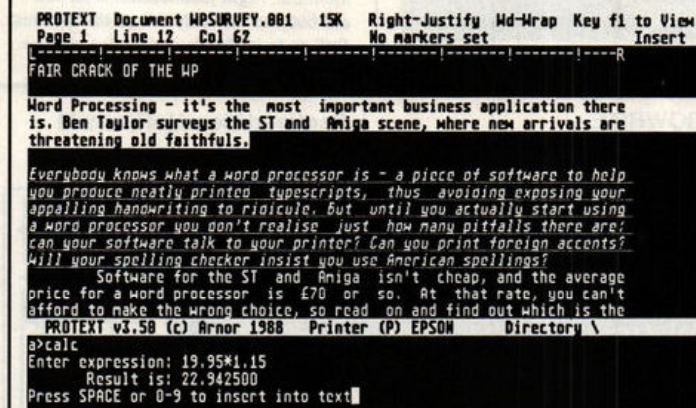 PROTEXT Document WPSURVEY.001 15K Right-Justify Wd-Wrap Key f1 to View
Page 1 Line 12 Col 62 No markers set Insert
L-------!-------!-------!-------!-------!-------!-------!-------!----R
FAIR CRACK OF THE WP
Word Processing - it's the most important business application there
is. Ben Taylor surveys the ST and Amiga scene, where new arrivals are
threatening old faithfuls.
Everybody knows what a word processor is - a piece of software to help
you produce neatly printed typescripts, thus avoiding exposing your
appalling handwriting to ridicule. But until you actually start using
a word processor you don't realise just how many pitfalls there are:
can your software talk to your printer? Can you print foreign accents?
Will your spelling checker insist you use American spellings?
Software for the ST and Amiga isn't cheap, and the average
price for a word processor is £70 or so. At that rate, you can't
afford to make the wrong choice, so read on and find out which is the
PROTEXT v3.50 (c) Arnor 1988 Printer (P) EPSON Directory \
a>calc
Enter expression: 19.95*1.15
Result is: 22.942500
Press SPACE or 0-9 to insert into text